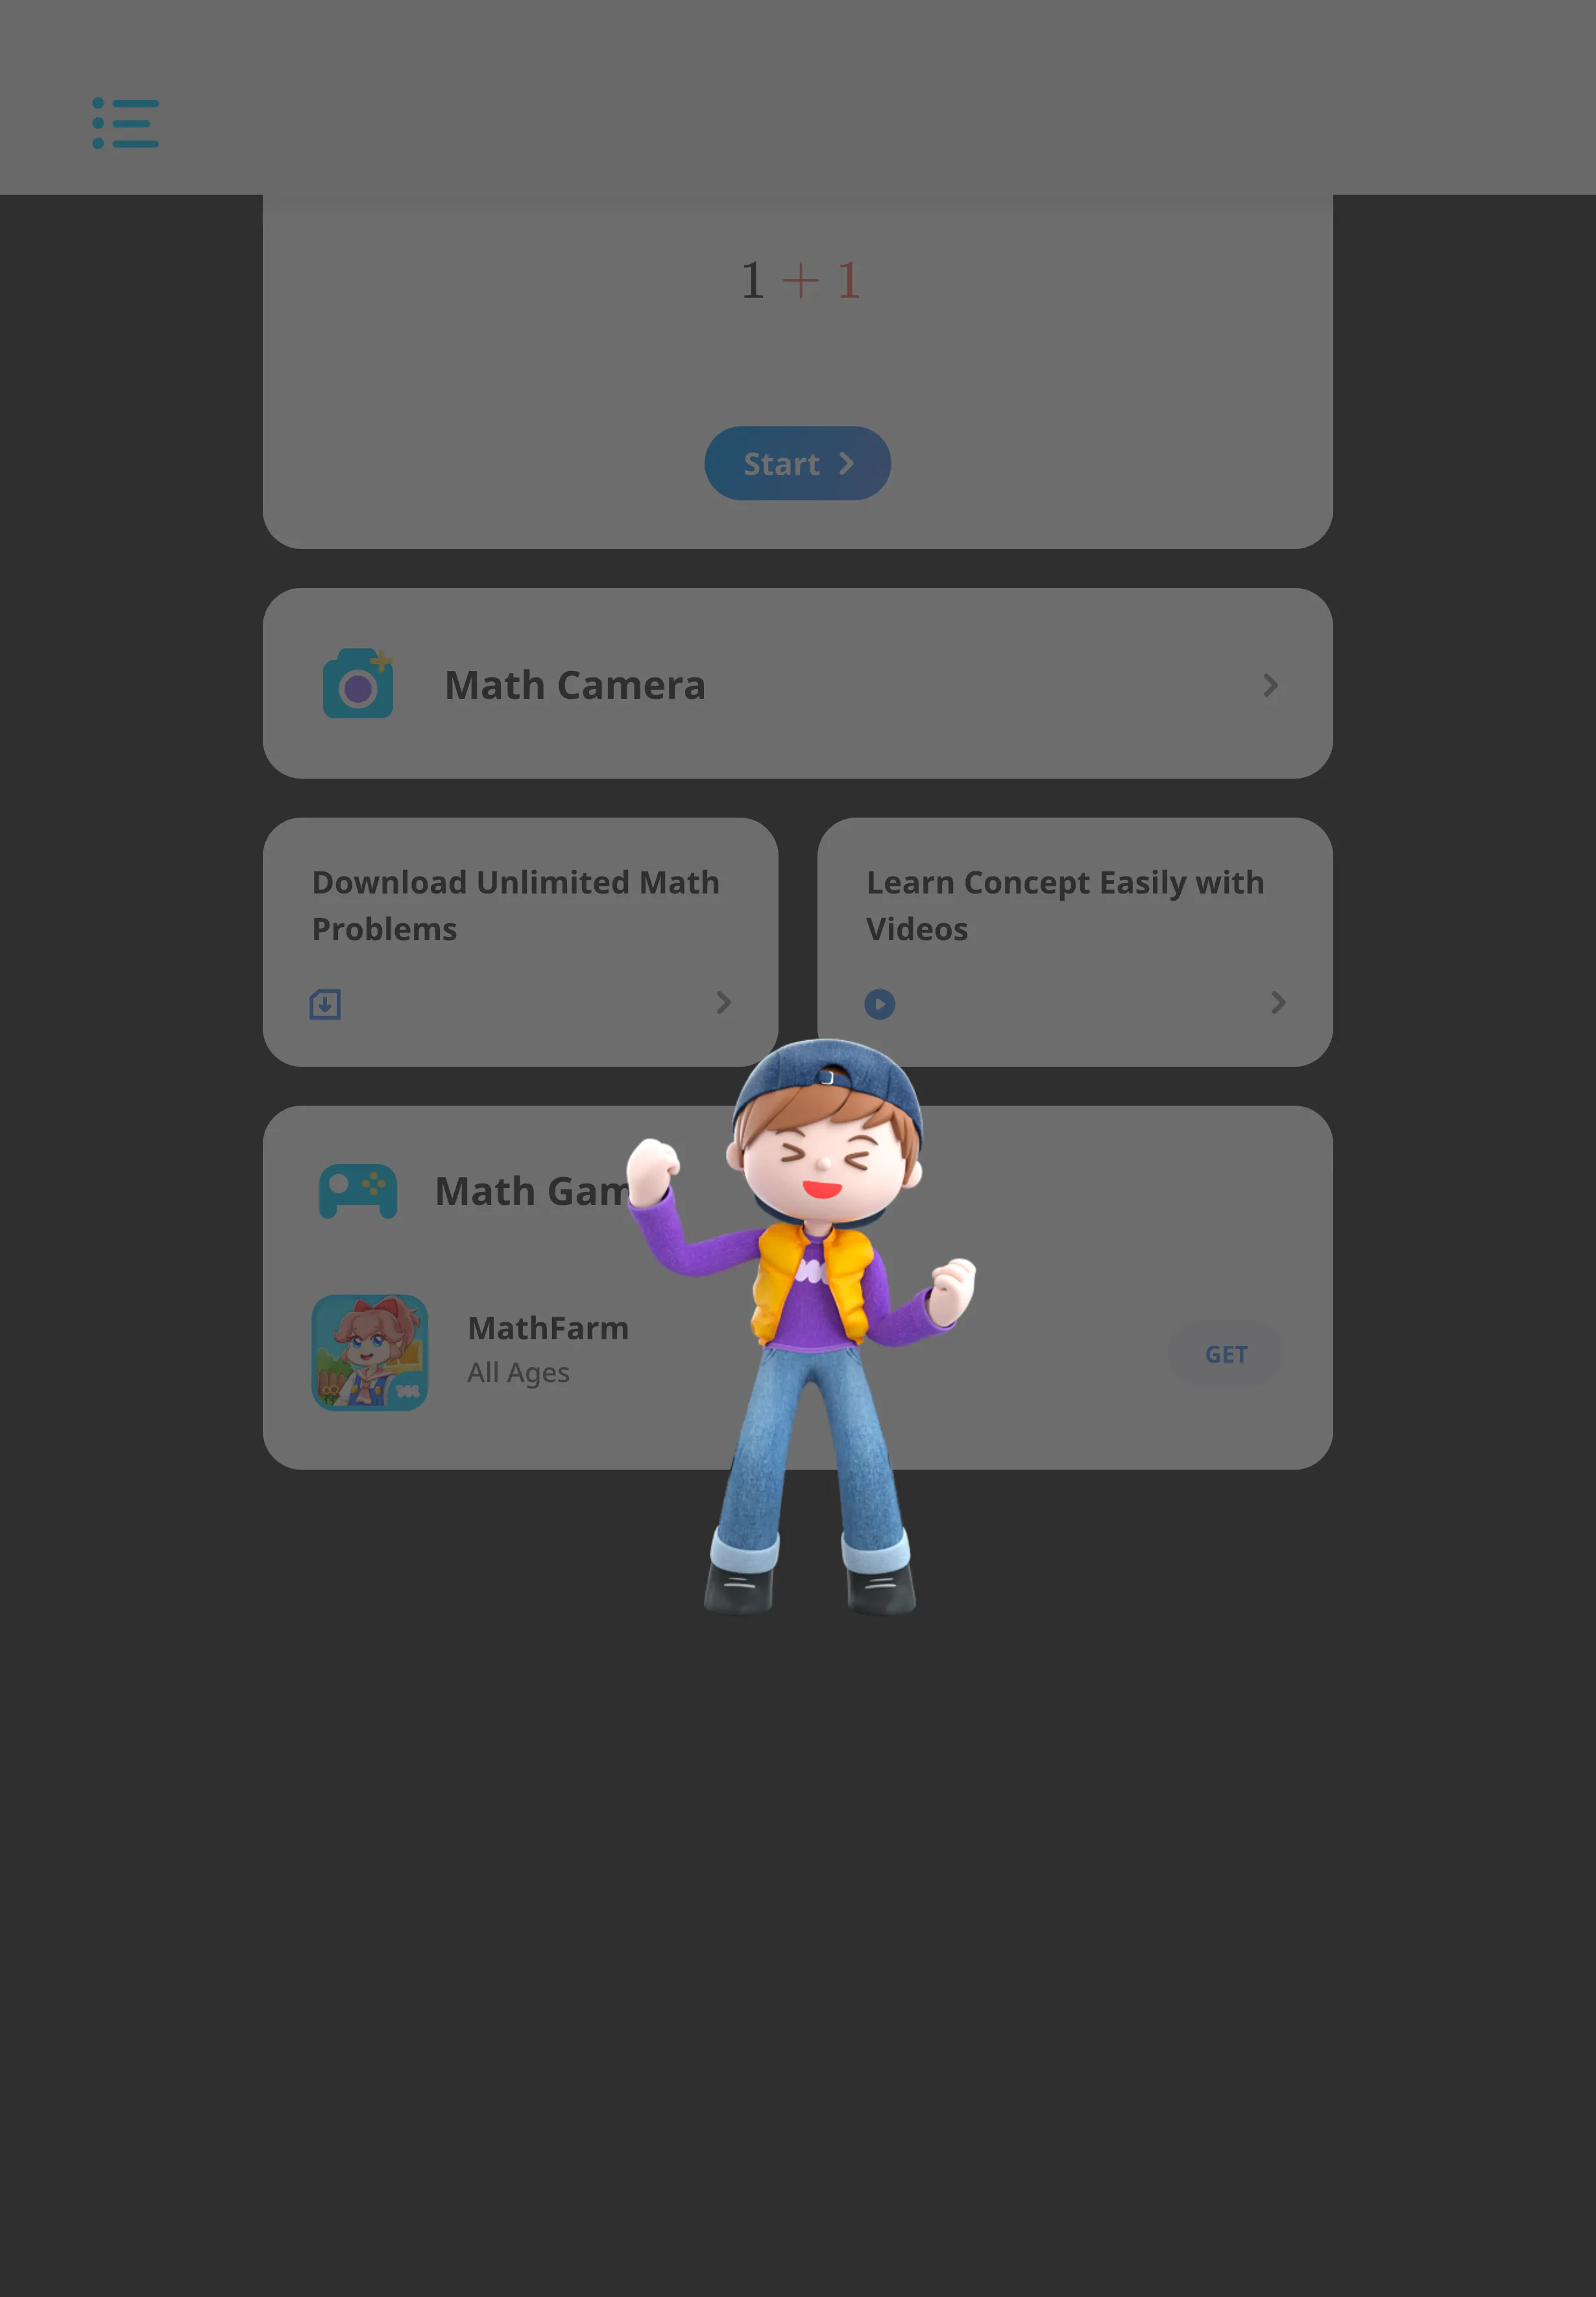 1 + 1
Start
Math Camera
Download Unlimited Math
Problems
Learn Concept Easily with
Videos
Math Gam
MathFarm
All Ages
GET